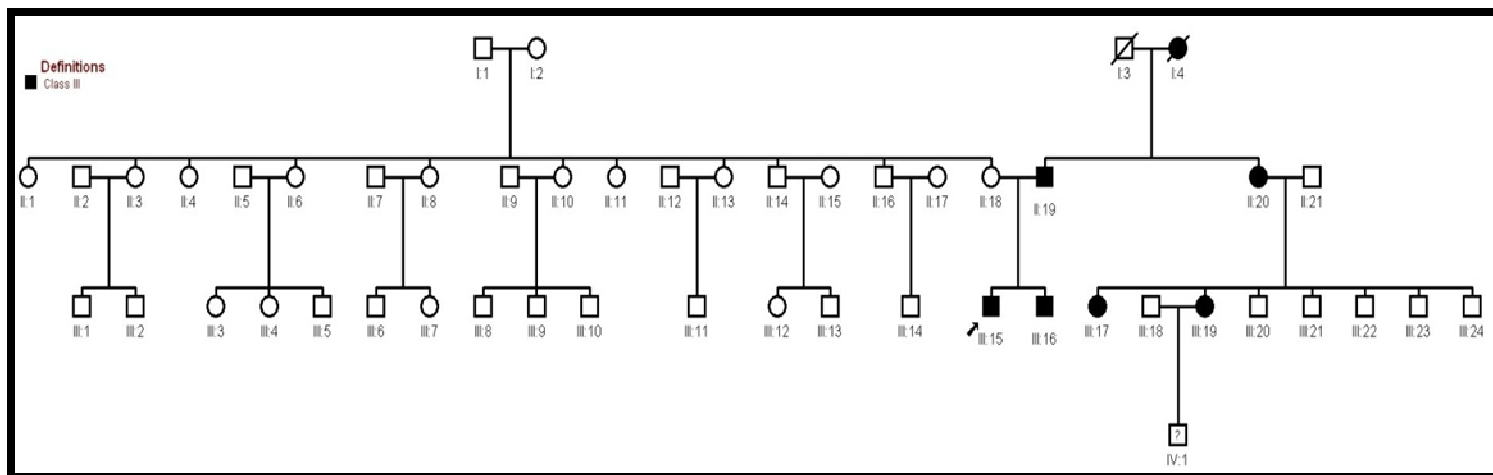 Definitions
Class III
I:1 I:2 I:3 I:4
II:1 II:2 II:3 II:4 II:5 II:6 II:7 II:8 II:9 II:10 II:11 II:12 II:13 II:14 II:15 II:16 II:17 II:18 II:19 II:20 II:21
III:1 III:2 III:3 III:4 III:5 III:6 III:7 III:8 III:9 III:10 III:11 III:12 III:13 III:14 III:15 III:16 III:17 III:18 III:19 III:20 III:21 III:22 III:23 III:24
?
IV:1